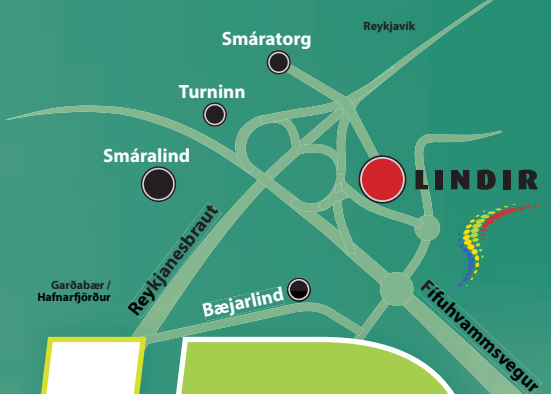 Reykjavík
Smáratorg
Turninn
Smáralind
LINDIR
Reykjanesbraut
Garðabær /
Hafnarfjörður
Bæjarlind
Fífuhvammsvegur